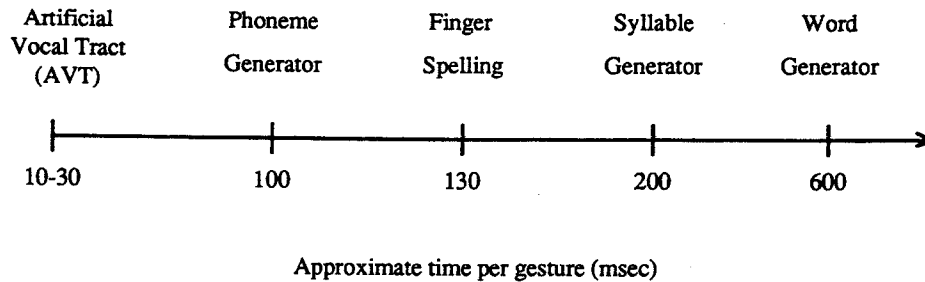 Artificial
Vocal Tract
(AVT)
Phoneme
Generator
Finger
Spelling
Syllable
Generator
Word
Generator
10-30
100
130
200
600
Approximate time per gesture (msec)